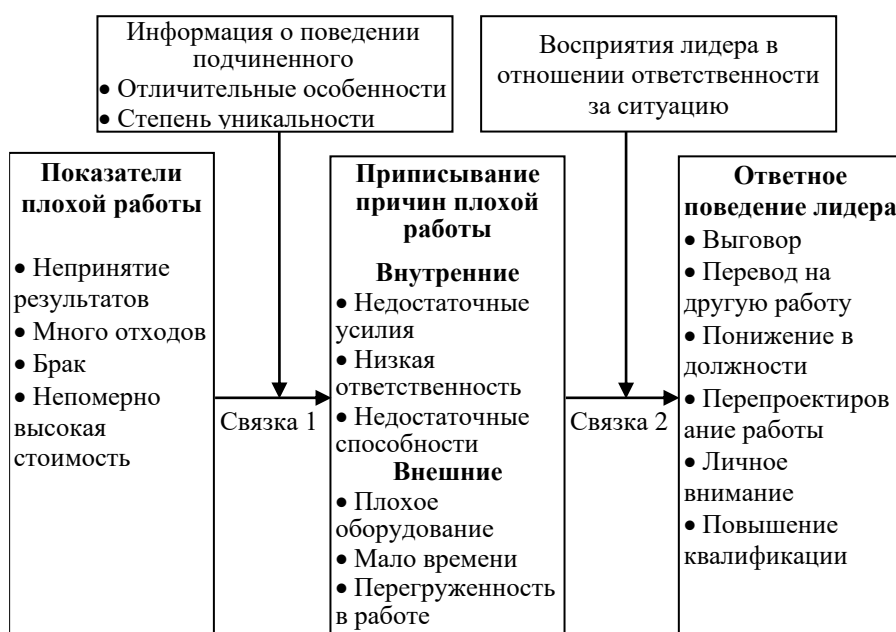 Информация о поведении
подчиненного
• Отличительные особенности
• Степень уникальности
Восприятия лидера в
отношении ответственности
за ситуацию
Показатели
плохой работы
• Непринятие
результатов
• Много отходов
• Брак
• Непомерно
высокая
стоимость
Связка 1
Приписывание
причин плохой
работы
Внутренние
• Недостаточные
усилия
• Низкая
ответственность
• Недостаточные
способности
Внешние
• Плохое
оборудование
• Мало времени
• Перегруженность
в работе
Связка 2
Ответное
поведение лидера
• Выговор
• Перевод на
другую работу
• Понижение в
должности
• Перепроектиров
ание работы
• Личное
внимание
• Повышение
квалификации